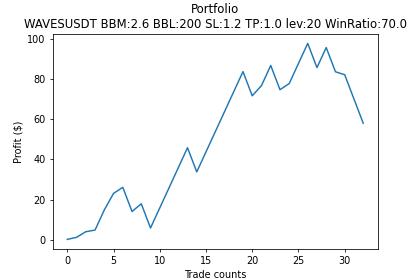 Portfolio
WAVESUSDT BBM:2.6 BBL:200 SL:1.2 TP:1.0 lev:20 WinRatio:70.0
100
80
60
40
20
0
Profit ($)
0 5 10 15 20 25 30
Trade counts